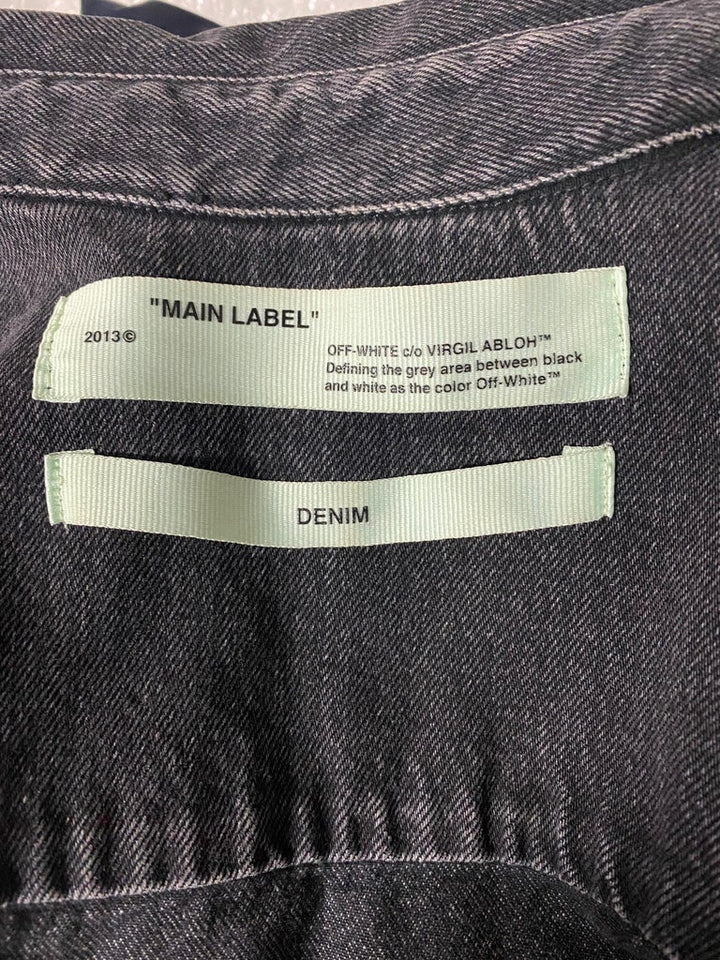 "MAIN LABEL"
2013©
OFF-WHITE c/o VIRGIL ABLOH™
Defining the grey area between black
and white as the color Off-White™
DENIM